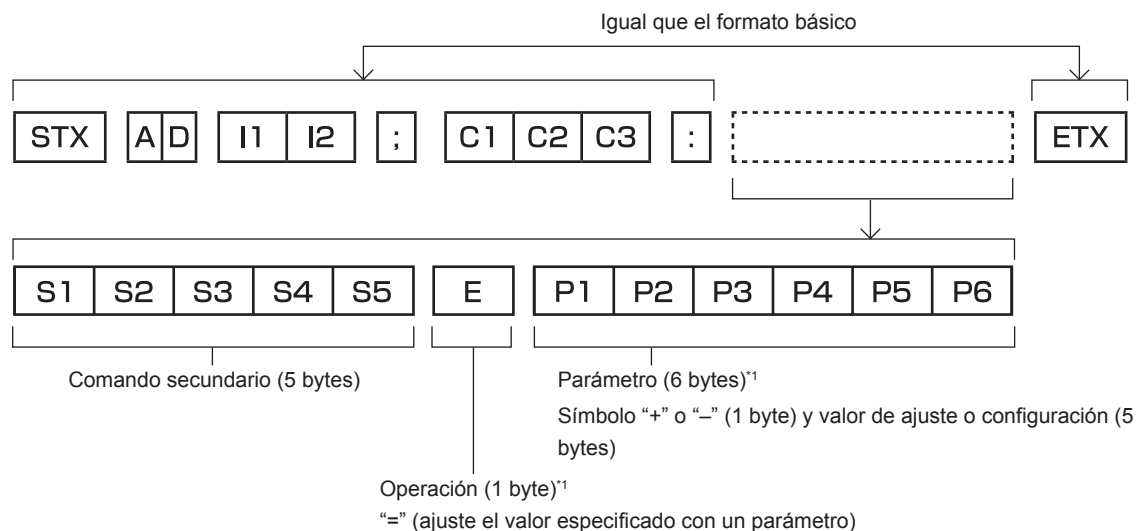 Igual que el formato básico
STX A D I1 I2 ; C1 C2 C3 : ETX
S1 S2 S3 S4 S5 E P1 P2 P3 P4 P5 P6
Comando secundario (5 bytes)
Parámetro (6 bytes)*1
Símbolo “+” o “–” (1 byte) y valor de ajuste o configuración (5
bytes)
Operación (1 byte)*1
“=” (ajuste el valor especificado con un parámetro)